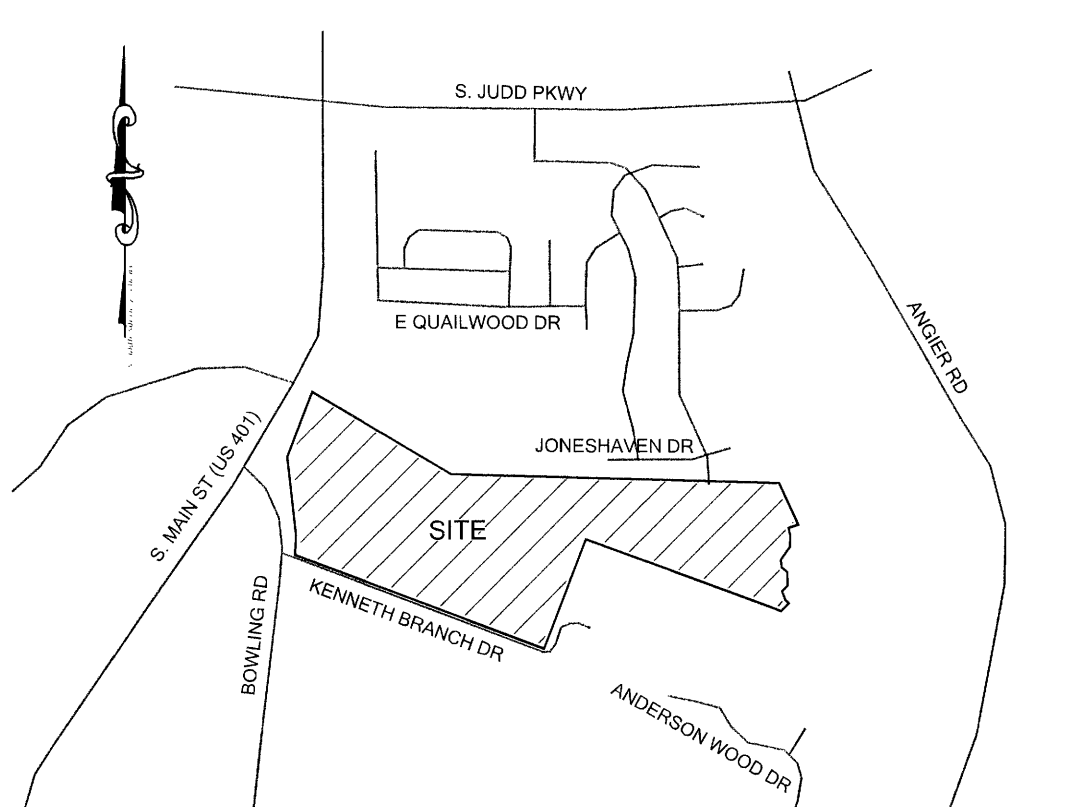 S. JUDD PKWY
E QUAILWOOD DR
ANGIER RD
S. MAIN ST (US 401)
JONESHAVEN DR
SITE
KENNETH BRANCH DR
BOWLING RD
ANDERSON WOOD DR